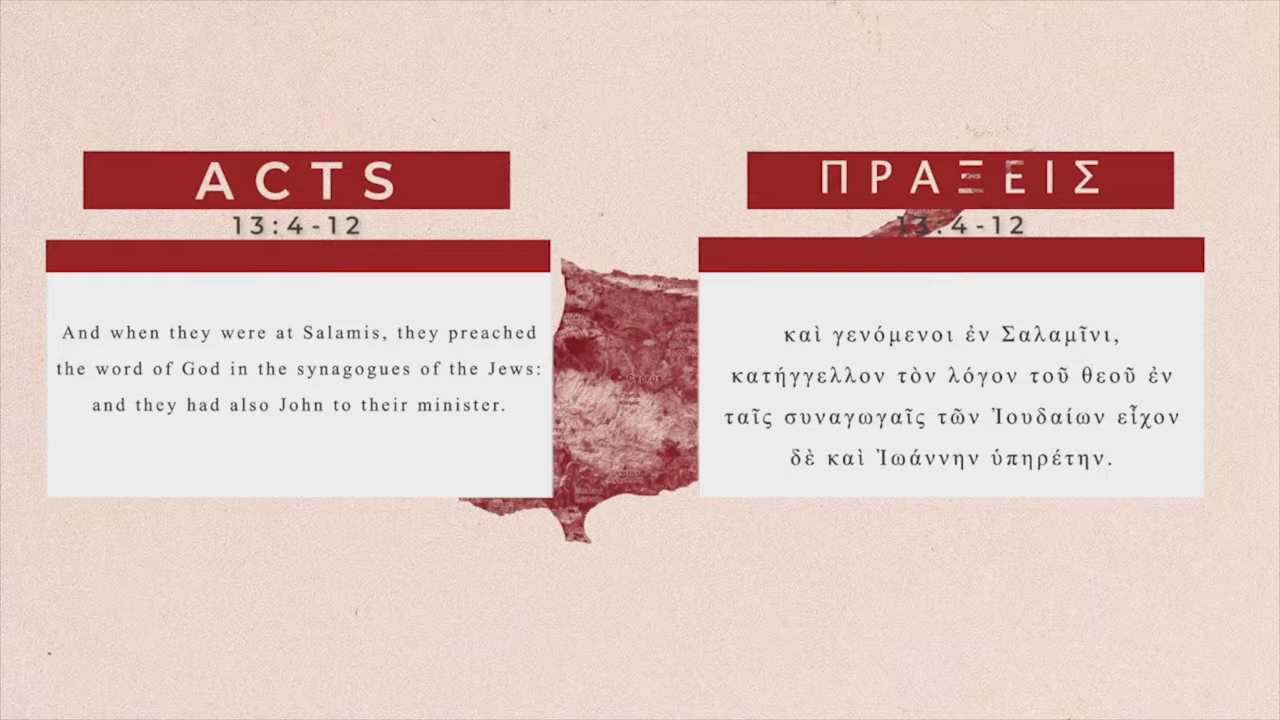 ACTS
13:4-12
And when they were at Salamis, they preached
the word of God in the synagogues of the Jews:
and they had also John to their minister.
ΠΡΑΞΕΙΣ
13:4-12
καὶ γενόμενοι ἐν Σαλαμῖνι,
κατήγγελλον τὸν λόγον τοῦ θεοῦ ἐν
ταῖς συναγωγαῖς τῶν Ἰουδαίων εἶχον
δὲ καὶ Ἰωάννην ὑπηρέτην.
Cyprus